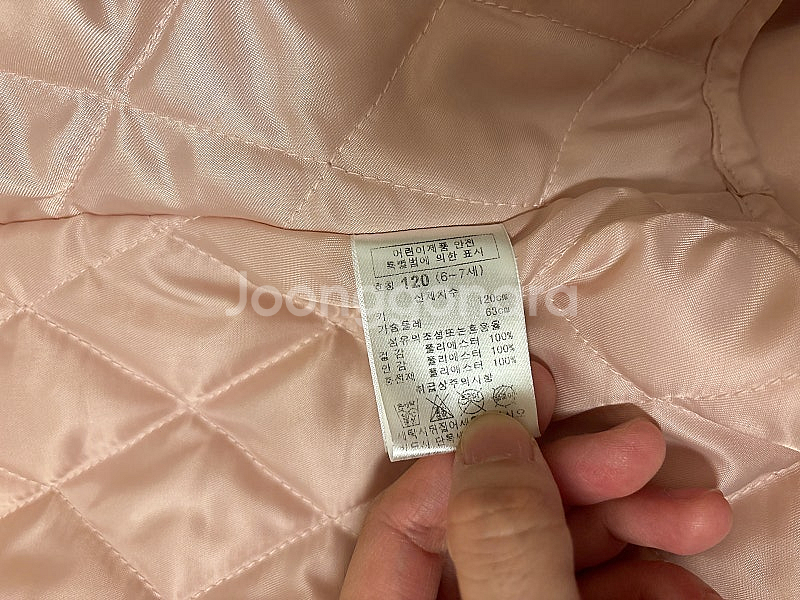 어린이제품 안전
특별법에 의한 표시
호칭 120 (6~7세)
신체치수
키 120cm
가슴둘레 63cm
섬유의조성또는혼용율
겉감 폴리에스터 100%
안감 폴리에스터 100%
충전재 폴리에스터 100%
취급상주의사항
Joonggonara